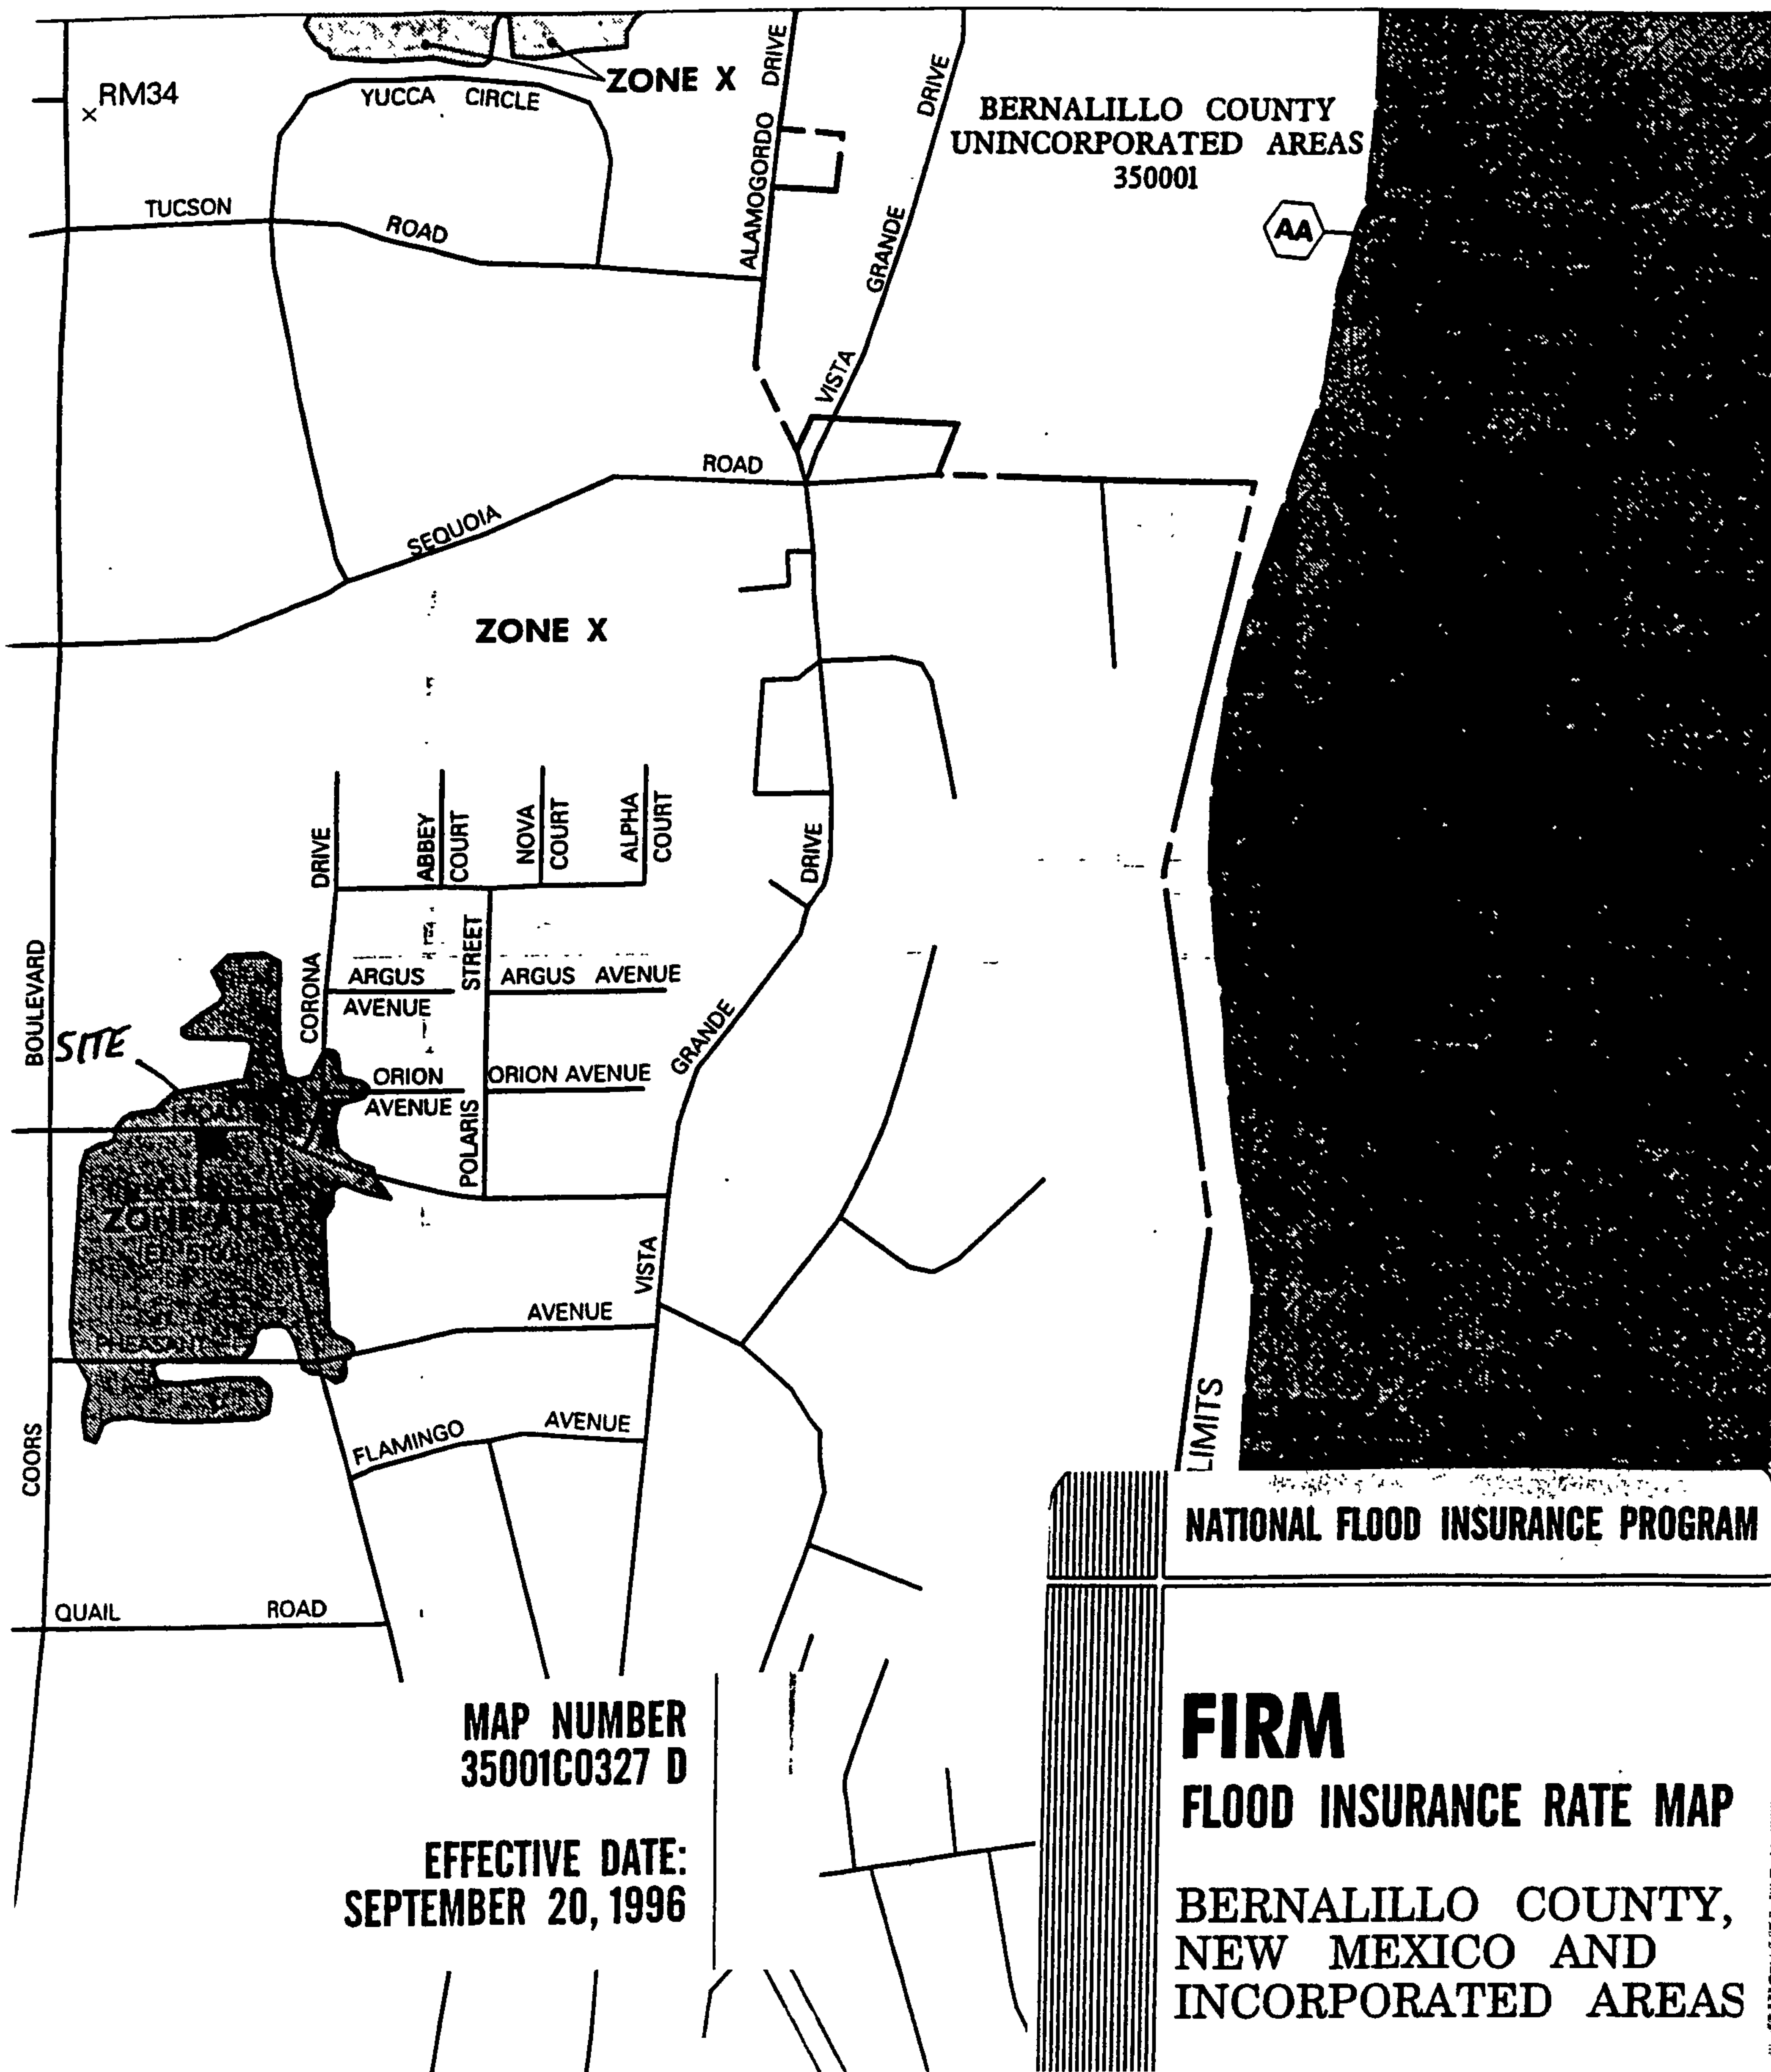 ZONE X
RM34
YUCCA CIRCLE
DRIVE
DRIVE
BERNALILLO COUNTY
UNINCORPORATED AREAS
350001
AA
TUCSON
ROAD
ALAMOGORDO
GRANDE
VISTA
ROAD
SEQUOIA
ZONE X
DRIVE
ABBEY
COURT
NOVA
COURT
ALPHA
COURT
DRIVE
BOULEVARD
CORONA
STREET
ARGUS
AVENUE
ARGUS AVENUE
SITE
GRANDE
ORION
AVENUE
ORION AVENUE
POLARIS
ROAD
ZONE AH
VISTA
AVENUE
COORS
FLAMINGO
AVENUE
LIMITS
QUAIL ROAD
NATIONAL FLOOD INSURANCE PROGRAM
MAP NUMBER
35001C0327 D
EFFECTIVE DATE:
SEPTEMBER 20, 1996
FIRM
FLOOD INSURANCE RATE MAP
BERNALILLO COUNTY,
NEW MEXICO AND
INCORPORATED AREAS